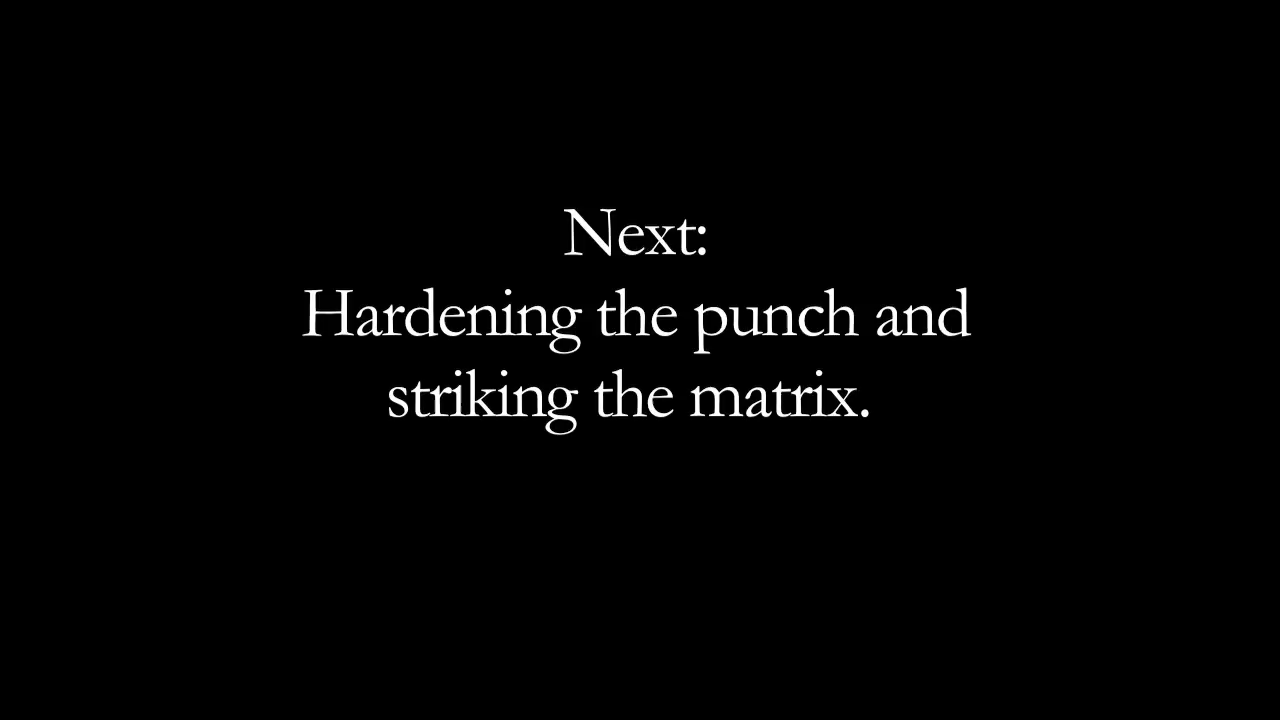 Next:
Hardening the punch and
striking the matrix.